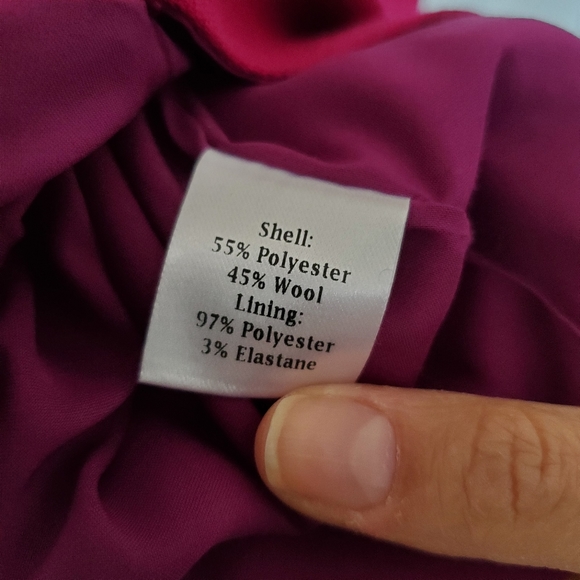 Shell:
55% Polyester
45% Wool
Lining:
97% Polyester
3% Elastane